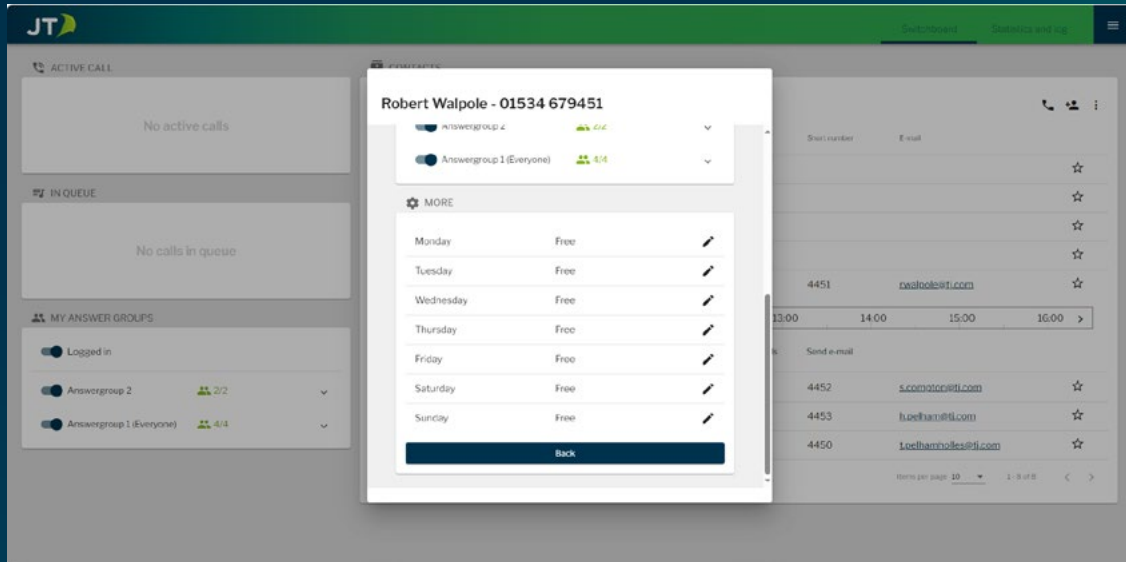 JT
Switchboard Statistics and log
ACTIVE CALL
No active calls
IN QUEUE
No calls in queue
MY ANSWER GROUPS
Logged in
Answergroup 2 2/2
Answergroup 1 (Everyone) 4/4
CONTACTS
Robert Walpole - 01534 679451
Answergroup 2 2/2
Answergroup 1 (Everyone) 4/4
MORE
Monday Free
Tuesday Free
Wednesday Free
Thursday Free
Friday Free
Saturday Free
Sunday Free
Back
Short number E-mail
4451 rwalpole@tj.com
13:00 14:00 15:00 16:00
Send e-mail
4452 s.compton@tj.com
4453 h.pelham@tj.com
4450 t.pelhamholles@tj.com
Items per page 10 1 - 8 of 8